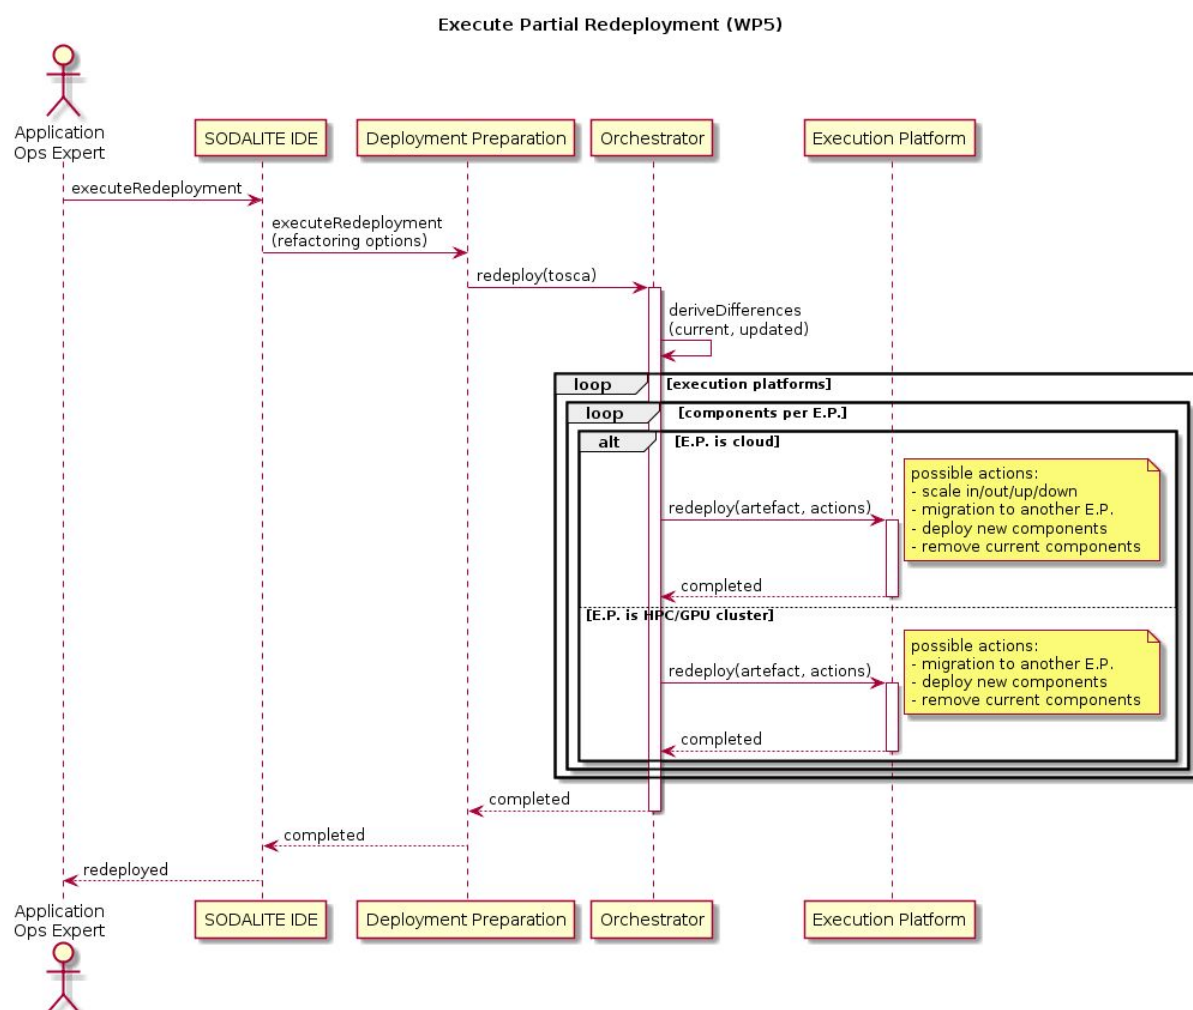 Execute Partial Redeployment (WP5)
Application
Ops Expert
SODALITE IDE
Deployment Preparation
Orchestrator
Execution Platform
executeRedeployment
executeRedeployment
(refactoring options)
redeploy(tosca)
deriveDifferences
(current, updated)
loop
[execution platforms]
loop
[components per E.P.]
alt
[E.P. is cloud]
possible actions:
- scale in/out/up/down
- migration to another E.P.
- deploy new components
- remove current components
redeploy(artefact, actions)
completed
[E.P. is HPC/GPU cluster]
possible actions:
- migration to another E.P.
- deploy new components
- remove current components
redeploy(artefact, actions)
completed
completed
completed
redeployed
Application
Ops Expert
SODALITE IDE
Deployment Preparation
Orchestrator
Execution Platform